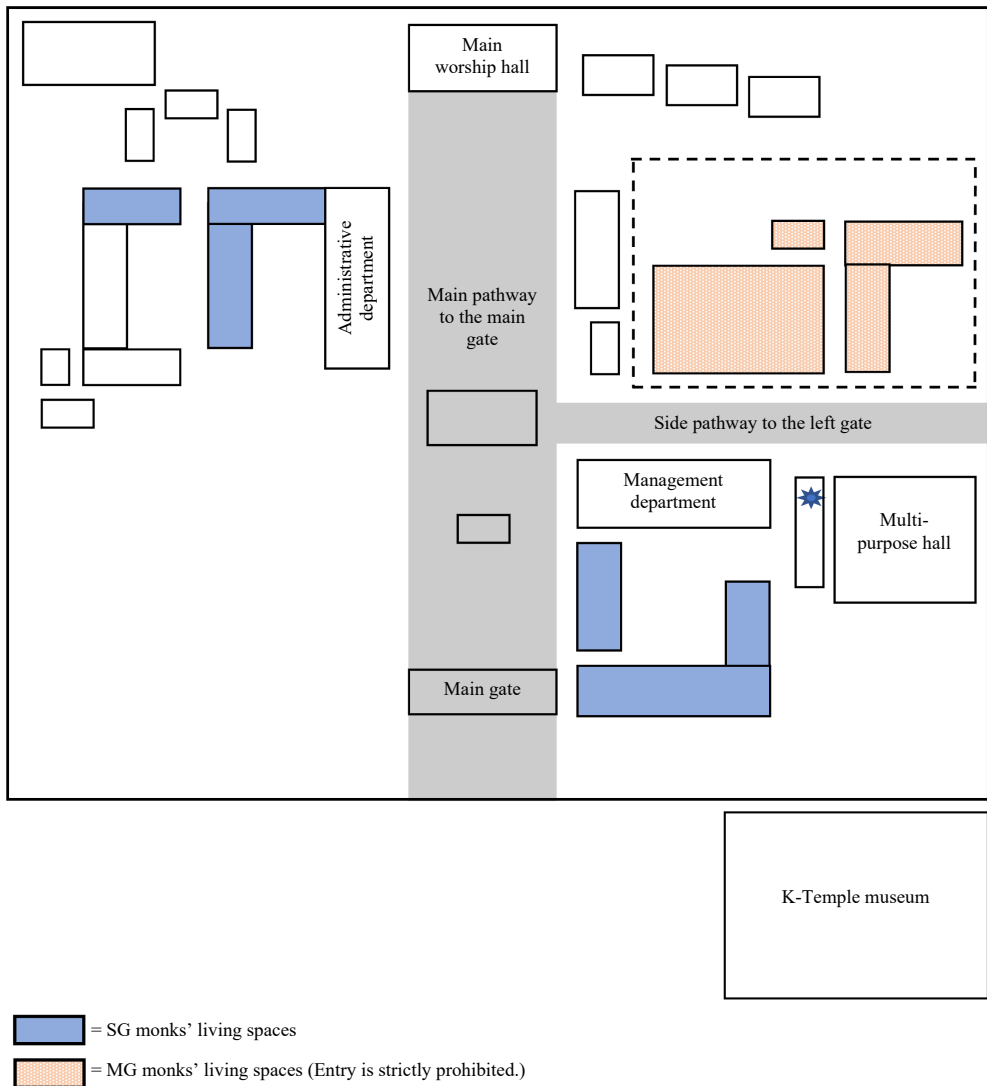 Main
worship hall
Administrative
department
Main pathway
to the main
gate
Side pathway to the left gate
Management
department
Multi-
purpose hall
Main gate
K-Temple museum
= SG monks’ living spaces
= MG monks’ living spaces (Entry is strictly prohibited.)